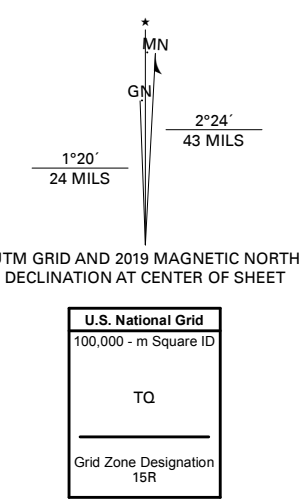 ★
MN
GN
2°24´
43 MILS
1°20´
24 MILS
UTM GRID AND 2019 MAGNETIC NORTH
DECLINATION AT CENTER OF SHEET
U.S. National Grid
100,000 - m Square ID
TQ
Grid Zone Designation
15R